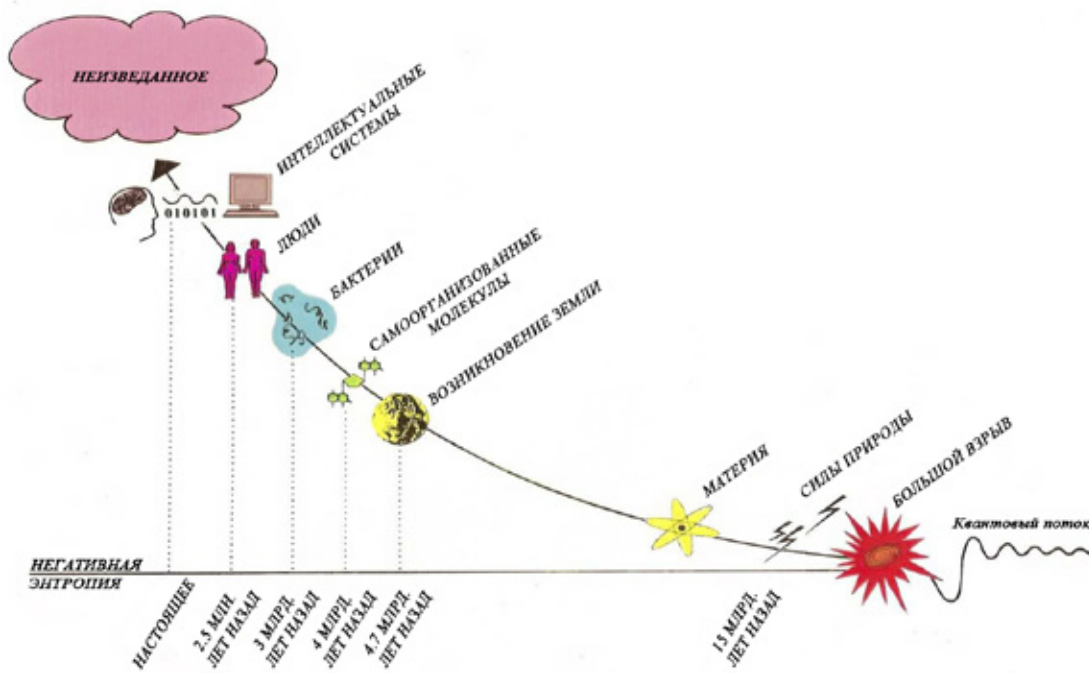 НЕИЗВЕДАННОЕ
ИНТЕЛЛЕКТУАЛЬНЫЕ
СИСТЕМЫ
010101
ЛЮДИ
БАКТЕРИИ
САМООРГАНИЗОВАННЫЕ
МОЛЕКУЛЫ
ВОЗНИКНОВЕНИЕ ЗЕМЛИ
МАТЕРИЯ
СИЛЫ ПРИРОДЫ
БОЛЬШОЙ ВЗРЫВ
Квантовый поток
НЕГАТИВНАЯ
ЭНТРОПИЯ
НАСТОЯЩЕЕ
2.5 МЛН.
ЛЕТ НАЗАД
3 МЛРД.
ЛЕТ НАЗАД
4 МЛРД.
ЛЕТ НАЗАД
4.7 МЛРД.
ЛЕТ НАЗАД
15 МЛРД.
ЛЕТ НАЗАД